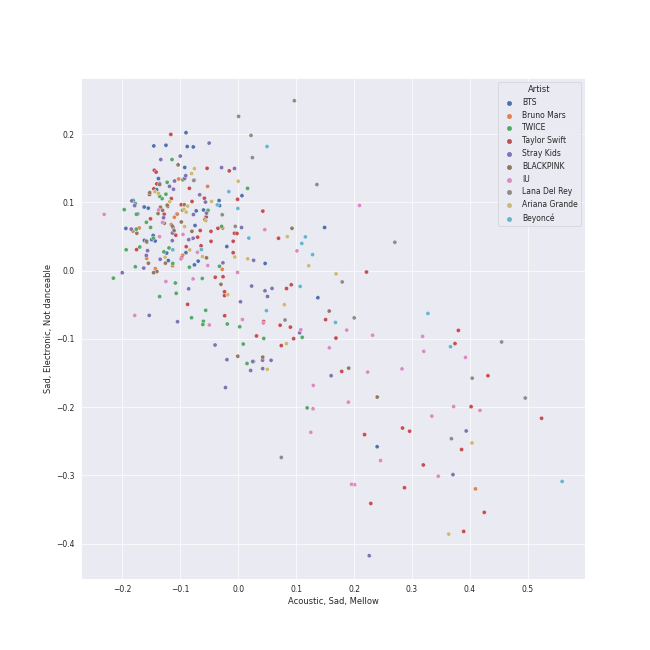 Artist
BTS
Bruno Mars
TWICE
Taylor Swift
Stray Kids
BLACKPINK
IU
Lana Del Rey
Ariana Grande
Beyoncé
0.2
0.1
0.0
−0.1
−0.2
−0.3
−0.4
Sad, Electronic, Not danceable
−0.2 −0.1 0.0 0.1 0.2 0.3 0.4 0.5
Acoustic, Sad, Mellow